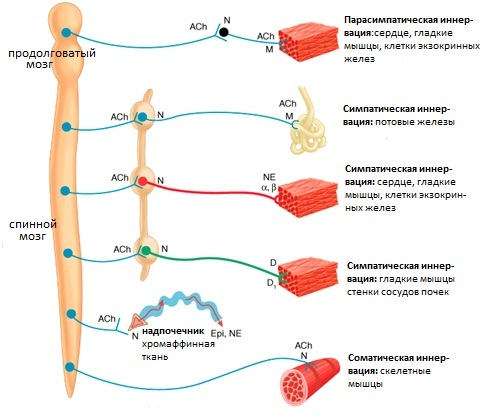 продолговатый
мозг
спинной
мозг
ACh
N
ACh
M
Парасимпатическая иннер-
вация:сердце, гладкие
мышцы, клетки экзокринных
желез
ACh
N
ACh
M
Симпатическая иннер-
вация: потовые железы
ACh
N
NE
α, β
Симпатическая иннер-
вация: сердце, гладкие
мышцы, клетки экзокрин-
ных желез
ACh
N
D
D₁
Симпатическая иннер-
вация: гладкие мышцы
стенки сосудов почек
ACh
N
надпочечник
хромаффинная
ткань
Epi, NE
ACh
N
Соматическая иннер-
вация: скелетные
мышцы